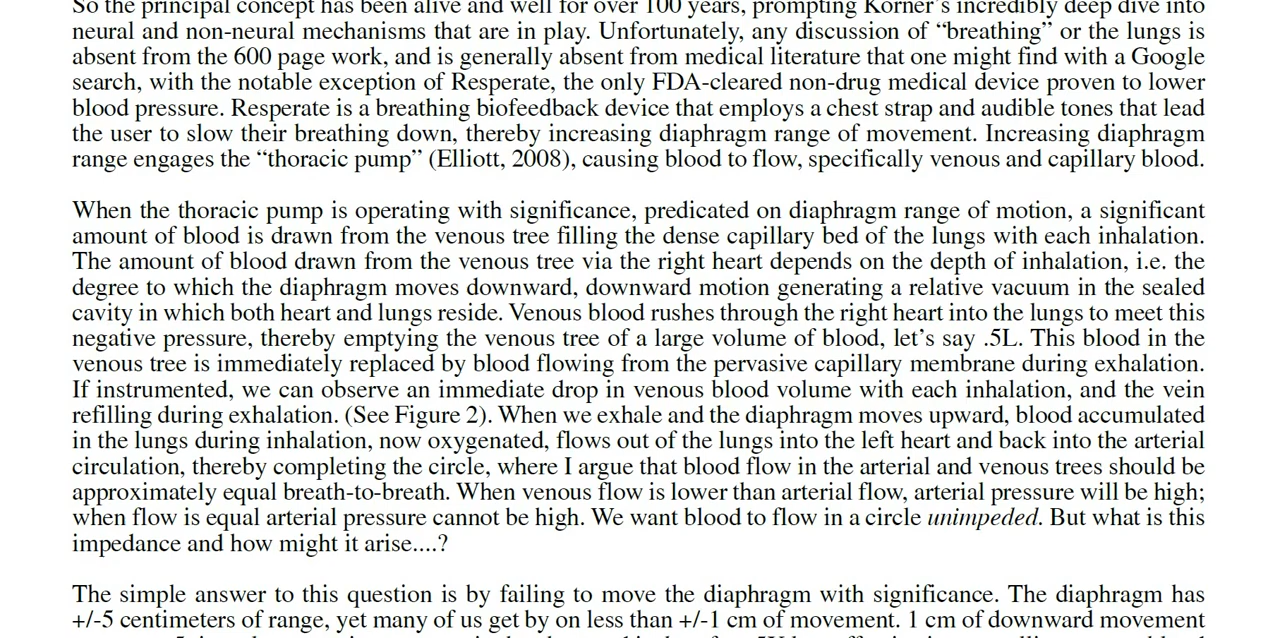 So the principal concept has been alive and well for over 100 years, prompting Korner's incredibly deep dive into
neural and non-neural mechanisms that are in play. Unfortunately, any discussion of “breathing” or the lungs is
absent from the 600 page work, and is generally absent from medical literature that one might find with a Google
search, with the notable exception of Resperate, the only FDA-cleared non-drug medical device proven to lower
blood pressure. Resperate is a breathing biofeedback device that employs a chest strap and audible tones that lead
the user to slow their breathing down, thereby increasing diaphragm range of movement. Increasing diaphragm
range engages the “thoracic pump” (Elliott, 2008), causing blood to flow, specifically venous and capillary blood.
When the thoracic pump is operating with significance, predicated on diaphragm range of motion, a significant
amount of blood is drawn from the venous tree filling the dense capillary bed of the lungs with each inhalation.
The amount of blood drawn from the venous tree via the right heart depends on the depth of inhalation, i.e. the
degree to which the diaphragm moves downward, downward motion generating a relative vacuum in the sealed
cavity in which both heart and lungs reside. Venous blood rushes through the right heart into the lungs to meet this
negative pressure, thereby emptying the venous tree of a large volume of blood, let's say .5L. This blood in the
venous tree is immediately replaced by blood flowing from the pervasive capillary membrane during exhalation.
If instrumented, we can observe an immediate drop in venous blood volume with each inhalation, and the vein
refilling during exhalation. (See Figure 2). When we exhale and the diaphragm moves upward, blood accumulated
in the lungs during inhalation, now oxygenated, flows out of the lungs into the left heart and back into the arterial
circulation, thereby completing the circle, where I argue that blood flow in the arterial and venous trees should be
approximately equal breath-to-breath. When venous flow is lower than arterial flow, arterial pressure will be high;
when flow is equal arterial pressure cannot be high. We want blood to flow in a circle unimpeded. But what is this
impedance and how might it arise....?
The simple answer to this question is by failing to move the diaphragm with significance. The diaphragm has
+/-5 centimeters of range, yet many of us get by on less than +/-1 cm of movement. 1 cm of downward movement